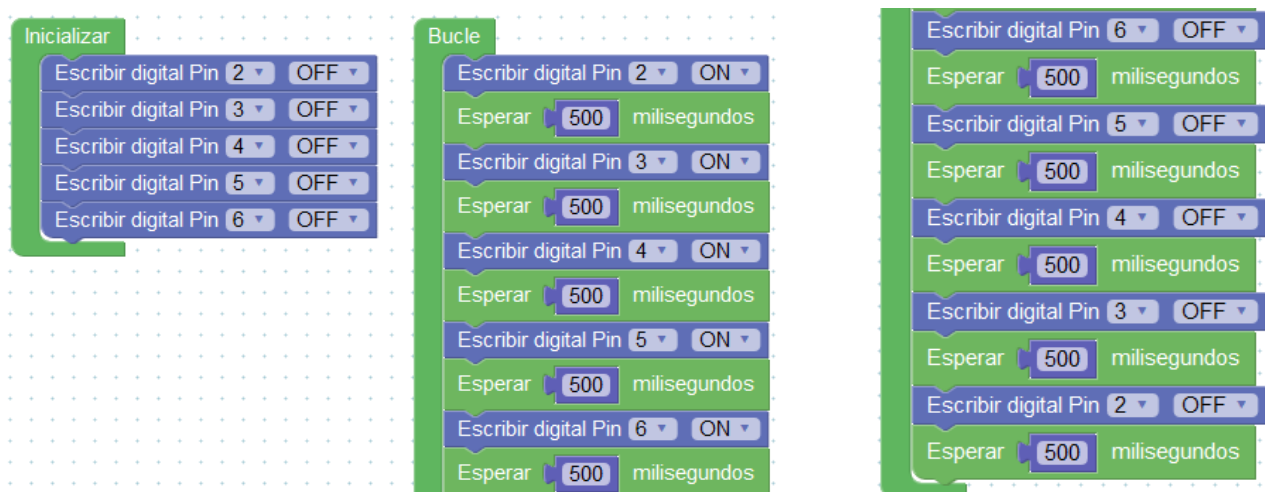 Inicializar
Escribir digital Pin 2 OFF
Escribir digital Pin 3 OFF
Escribir digital Pin 4 OFF
Escribir digital Pin 5 OFF
Escribir digital Pin 6 OFF
Bucle
Escribir digital Pin 2 ON
Esperar 500 milisegundos
Escribir digital Pin 3 ON
Esperar 500 milisegundos
Escribir digital Pin 4 ON
Esperar 500 milisegundos
Escribir digital Pin 5 ON
Esperar 500 milisegundos
Escribir digital Pin 6 ON
Esperar 500 milisegundos
Escribir digital Pin 6 OFF
Esperar 500 milisegundos
Escribir digital Pin 5 OFF
Esperar 500 milisegundos
Escribir digital Pin 4 OFF
Esperar 500 milisegundos
Escribir digital Pin 3 OFF
Esperar 500 milisegundos
Escribir digital Pin 2 OFF
Esperar 500 milisegundos